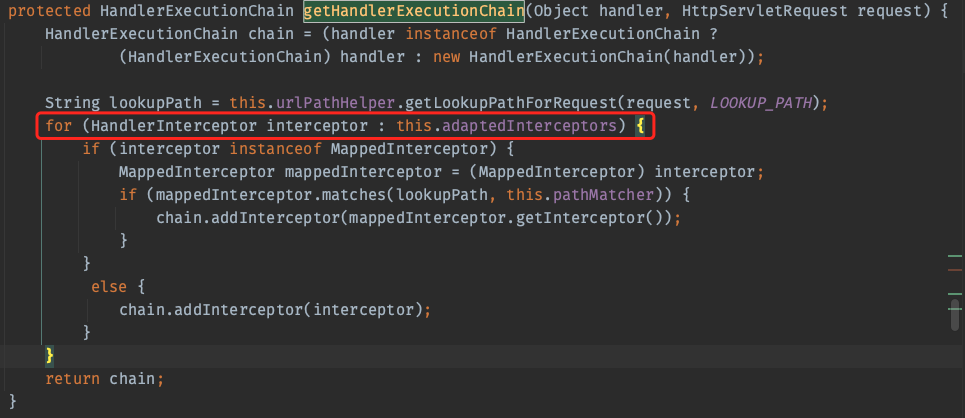 protected HandlerExecutionChain getHandlerExecutionChain(Object handler, HttpServletRequest request) {
    HandlerExecutionChain chain = (handler instanceof HandlerExecutionChain ?
            (HandlerExecutionChain) handler : new HandlerExecutionChain(handler));

    String lookupPath = this.urlPathHelper.getLookupPathForRequest(request, LOOKUP_PATH);
    for (HandlerInterceptor interceptor : this.adaptedInterceptors) {
        if (interceptor instanceof MappedInterceptor) {
            MappedInterceptor mappedInterceptor = (MappedInterceptor) interceptor;
            if (mappedInterceptor.matches(lookupPath, this.pathMatcher)) {
                chain.addInterceptor(mappedInterceptor.getInterceptor());
            }
        }
         else {
            chain.addInterceptor(interceptor);
        }
    }
    return chain;
}